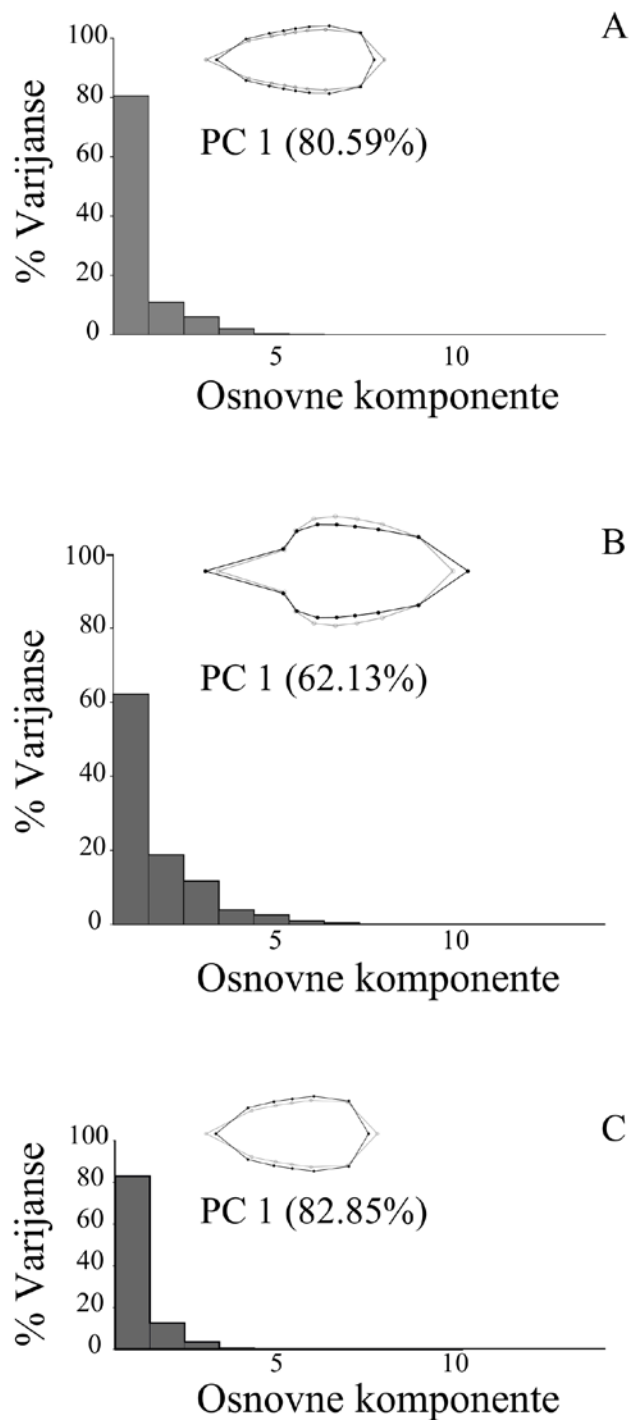 A
100
80
60
40
20
0
% Varijanse
PC 1 (80.59%)
5
10
Osnovne komponente
B
100
80
60
40
20
0
% Varijanse
PC 1 (62.13%)
5
10
Osnovne komponente
C
100
80
60
40
20
0
% Varijanse
PC 1 (82.85%)
5
10
Osnovne komponente